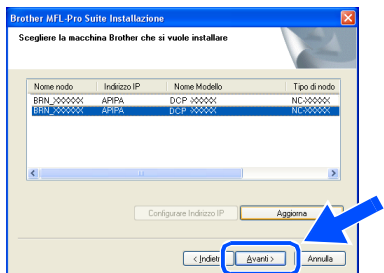 Brother MFL-Pro Suite Installazione
Scegliere la macchina Brother che si vuole installare
Nome nodo Indirizzo IP Nome Modello Tipo di nodo
BRN_XXXXXX APIPA DCP-XXXXX NC-XXXXX
BRN_XXXXXX APIPA DCP-XXXXX NC-XXXXX
Configurare Indirizzo IP Aggiorna
< Indietro Avanti > Annulla